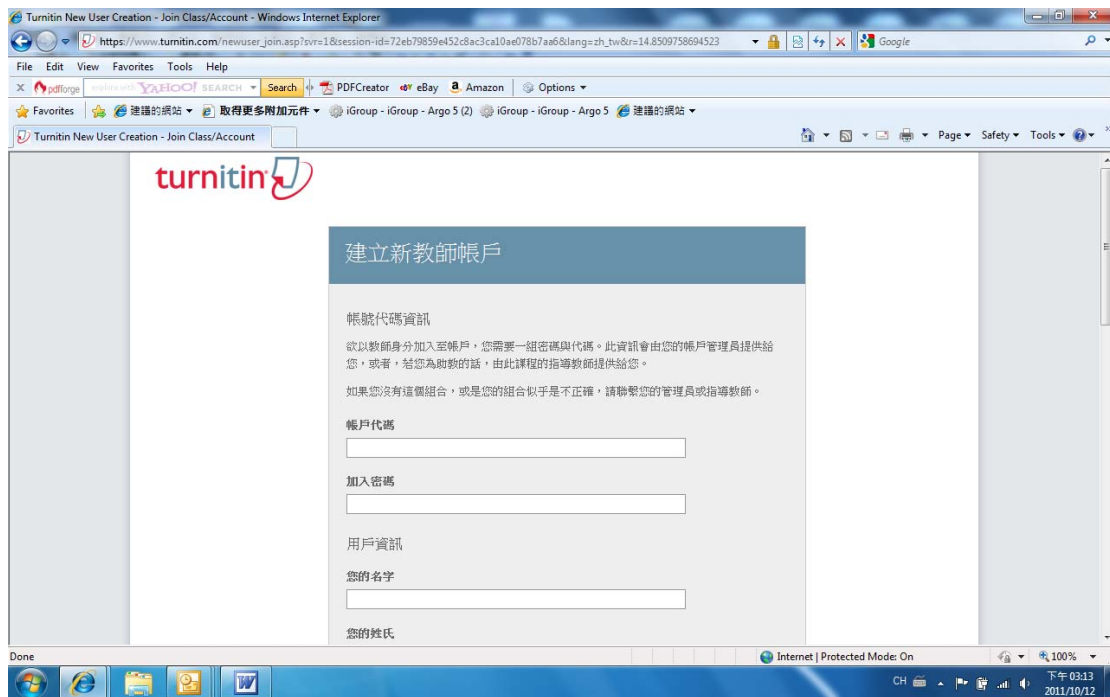 Turnitin New User Creation - Join Class/Account - Windows Internet Explorer
https://www.turnitin.com/newuser_join.asp?svr=1&session-id=72eb79859e452c8ac3ca10ae078b7aa6&lang=zh_tw&r=14.8509758694523
Google
File Edit View Favorites Tools Help
X pdfforge YAHOO! SEARCH Search PDFCreator eBay Amazon Options
Favorites 建議的網站 取得更多附加元件 iGroup - iGroup - Argo 5 (2) iGroup - iGroup - Argo 5 建議的網站
Turnitin New User Creation - Join Class/Account
Page Safety Tools
turnitin
建立新教師帳戶
帳號代碼資訊
欲以教師身分加入至帳戶，您需要一組密碼與代碼。此資訊會由您的帳戶管理員提供給
您，或者，若您為助教的話，由此課程的指導教師提供給您。
如果您沒有這個組合，或是您的組合似乎是不正確，請聯繫您的管理員或指導教師。
帳戶代碼
加入密碼
用戶資訊
您的名字
您的姓氏
Done
Internet | Protected Mode: On
100%
CH
下午 03:13
2011/10/12